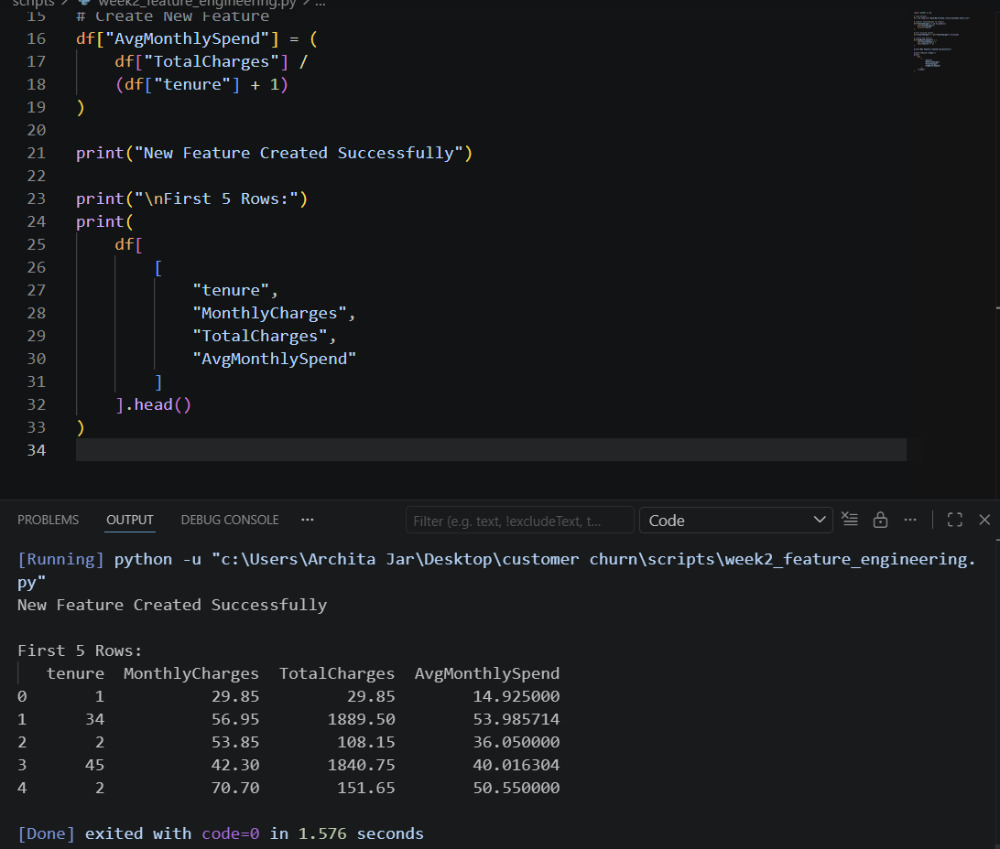 scripts > week2_feature_engineering.py > ...
15 # Create New Feature
16 df["AvgMonthlySpend"] = (
17     df["TotalCharges"] /
18     (df["tenure"] + 1)
19 )
20
21 print("New Feature Created Successfully")
22
23 print("\nFirst 5 Rows:")
24 print(
25     df[
26         [
27             "tenure",
28             "MonthlyCharges",
29             "TotalCharges",
30             "AvgMonthlySpend"
31         ]
32     ].head()
33 )
34
PROBLEMS OUTPUT DEBUG CONSOLE ··· Filter (e.g. text, !excludeText, t... Code ···
[Running] python -u "c:\Users\Archita Jar\Desktop\customer churn\scripts\week2_feature_engineering.
py"
New Feature Created Successfully

First 5 Rows:
   tenure  MonthlyCharges  TotalCharges  AvgMonthlySpend
0       1           29.85         29.85        14.925000
1      34           56.95       1889.50        53.985714
2       2           53.85        108.15        36.050000
3      45           42.30       1840.75        40.016304
4       2           70.70        151.65        50.550000

[Done] exited with code=0 in 1.576 seconds